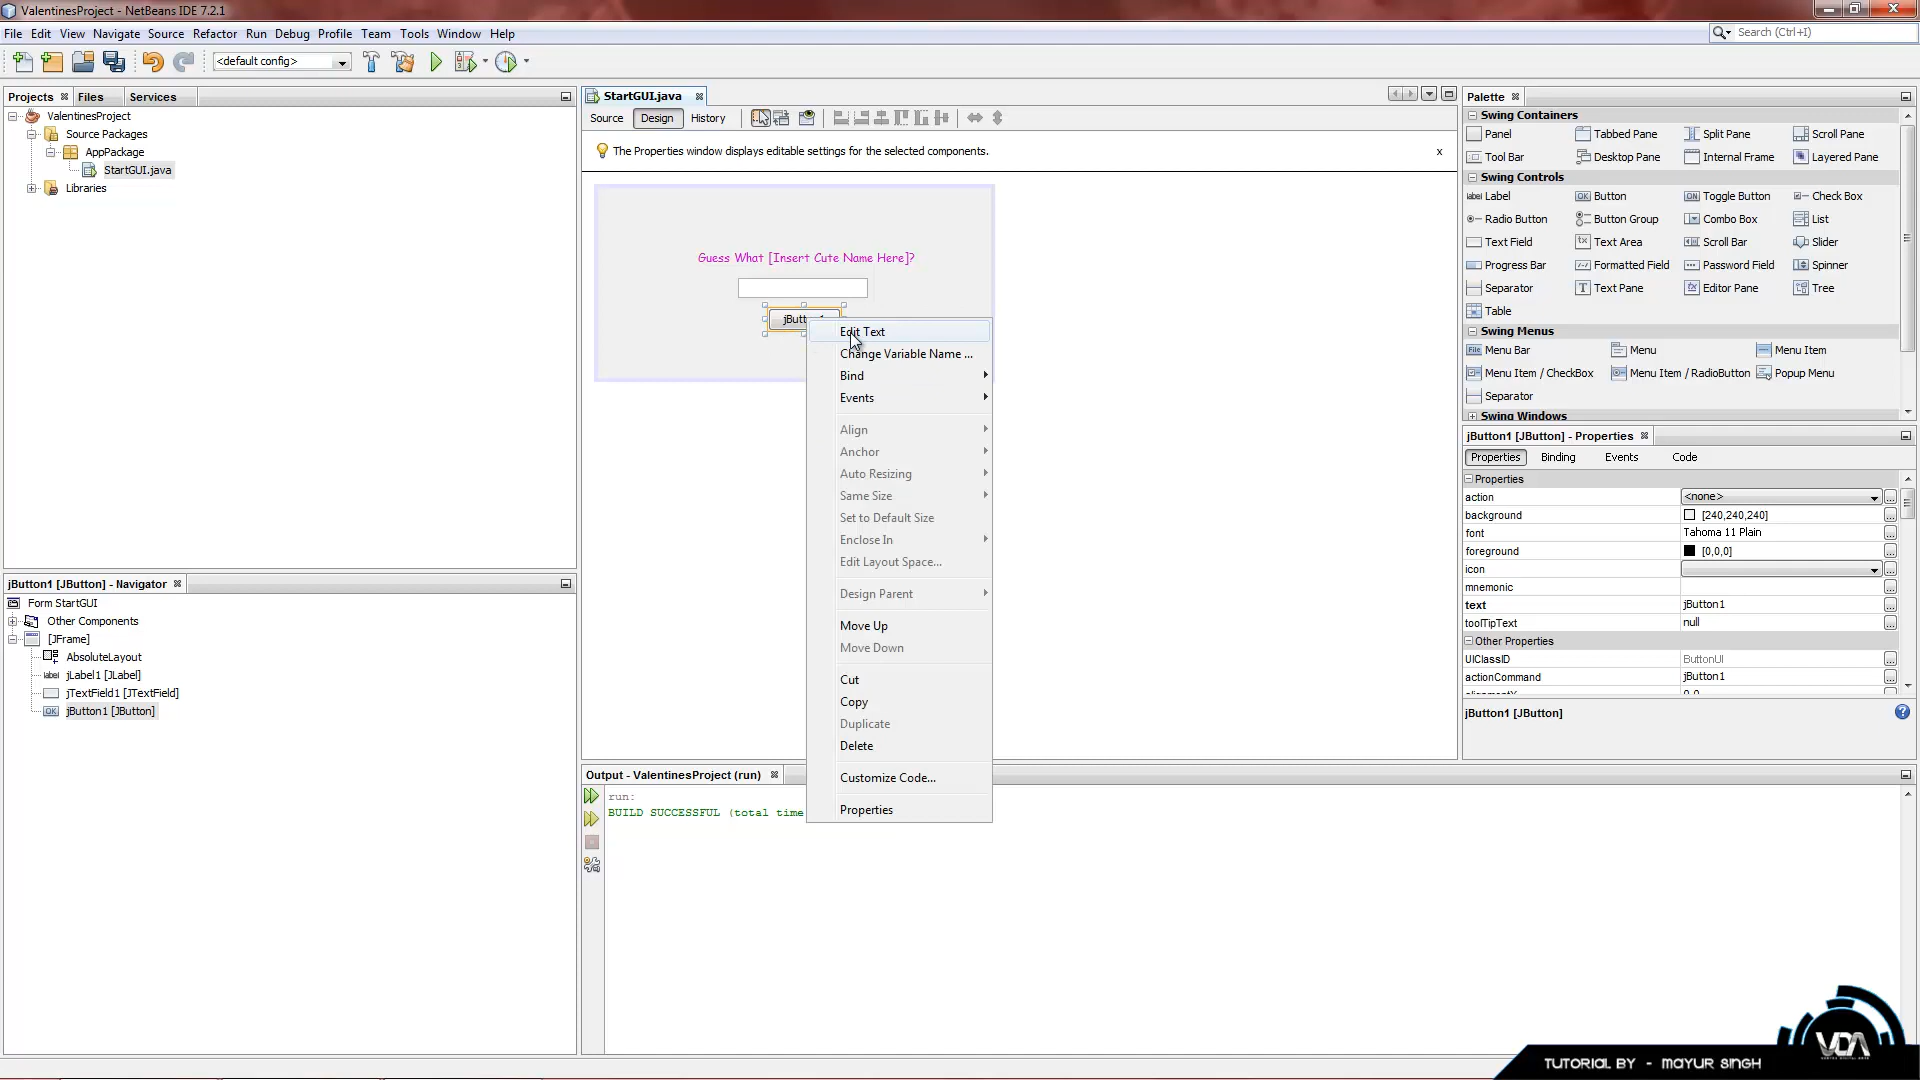 ValentinesProject - NetBeans IDE 7.2.1
File Edit View Navigate Source Refactor Run Debug Profile Team Tools Window Help
Search (Ctrl+I)
<default config>
Projects Files Services
ValentinesProject
Source Packages
AppPackage
StartGUI.java
Libraries
jButton1 [JButton] - Navigator
Form StartGUI
Other Components
[JFrame]
AbsoluteLayout
label jLabel1 [JLabel]
jTextField1 [JTextField]
OK jButton1 [JButton]
StartGUI.java
Source Design History
The Properties window displays editable settings for the selected components.
x
Guess What [Insert Cute Name Here]?
Edit Text
Change Variable Name ...
Bind
Events
Align
Anchor
Auto Resizing
Same Size
Set to Default Size
Enclose In
Edit Layout Space...
Design Parent
Move Up
Move Down
Cut
Copy
Duplicate
Delete
Customize Code...
Properties
Output - ValentinesProject (run)
run:
BUILD SUCCESSFUL (total time
Palette
Swing Containers
Panel Tabbed Pane Split Pane Scroll Pane
Tool Bar Desktop Pane Internal Frame Layered Pane
Swing Controls
label Label OK Button ON Toggle Button Check Box
Radio Button Button Group Combo Box List
Text Field Text Area Scroll Bar Slider
Progress Bar Formatted Field Password Field Spinner
Separator Text Pane Editor Pane Tree
Table
Swing Menus
File Menu Bar Menu Menu Item
Menu Item / CheckBox Menu Item / RadioButton Popup Menu
Separator
Swing Windows
jButton1 [JButton] - Properties
Properties Binding Events Code
Properties
action <none> ...
background [240,240,240] ...
font Tahoma 11 Plain ...
foreground [0,0,0] ...
icon ...
mnemonic ...
text jButton1 ...
toolTipText null ...
Other Properties
UIClassID ButtonUI ...
actionCommand jButton1 ...
jButton1 [JButton]
VDA
TUTORIAL BY - MAYUR SINGH